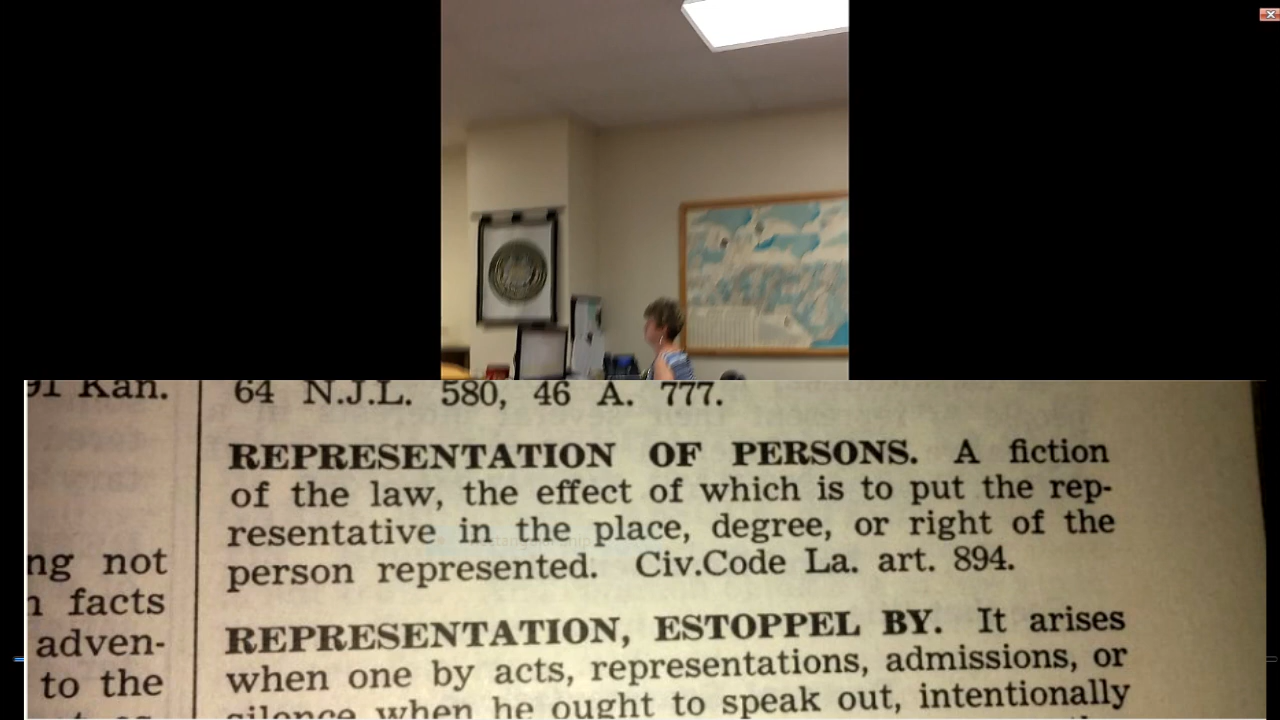 91 Kan.
ng not
n facts
adven-
to the
64 N.J.L. 580, 46 A. 777.
REPRESENTATION OF PERSONS. A fiction
of the law, the effect of which is to put the rep-
resentative in the place, degree, or right of the
person represented. Civ.Code La. art. 894.
REPRESENTATION, ESTOPPEL BY. It arises
when one by acts, representations, admissions, or
silence when he ought to speak out, intentionally